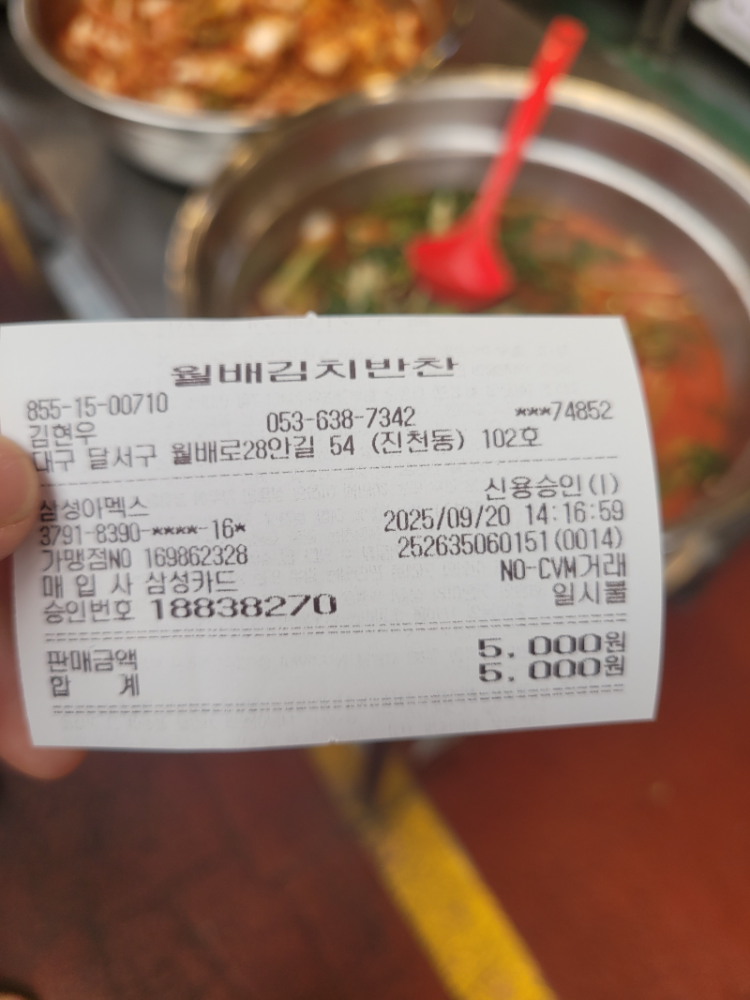 월배김치반찬
855-15-00710
김현우 053-638-7342 ***74852
대구 달서구 월배로28안길 54 (진천동) 102호
삼성아멕스 신용승인(I)
3791-8390-****-16* 2025/09/20 14:16:59
가맹점NO 169862328 252635060151(0014)
매 입 사 삼성카드 NO-CVM거래
승인번호 18838270 일시불
판매금액 5,000원
합 계 5,000원